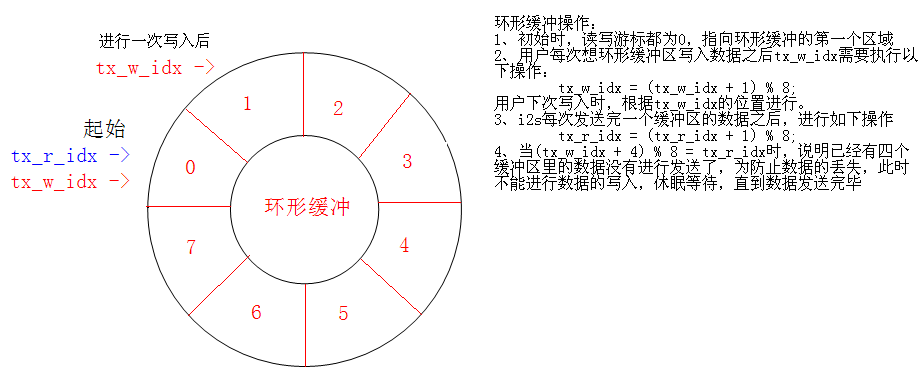 进行一次写入后
tx_w_idx ->
起始
tx_r_idx ->
tx_w_idx ->
1
2
0
3
环形缓冲
7
4
6
5
环形缓冲操作：
1、初始时，读写游标都为0，指向环形缓冲的第一个区域
2、用户每次想环形缓冲区写入数据之后tx_w_idx需要执行以
下操作：
tx_w_idx = (tx_w_idx + 1) % 8;
用户下次写入时，根据tx_w_idx的位置进行。
3、i2s每次发送完一个缓冲区的数据之后，进行如下操作
tx_r_idx = (tx_r_idx + 1) % 8;
4、当(tx_w_idx + 4) % 8 = tx_r_idx时，说明已经有四个
缓冲区里的数据没有进行发送了，为防止数据的丢失，此时
不能进行数据的写入，休眠等待，直到数据发送完毕